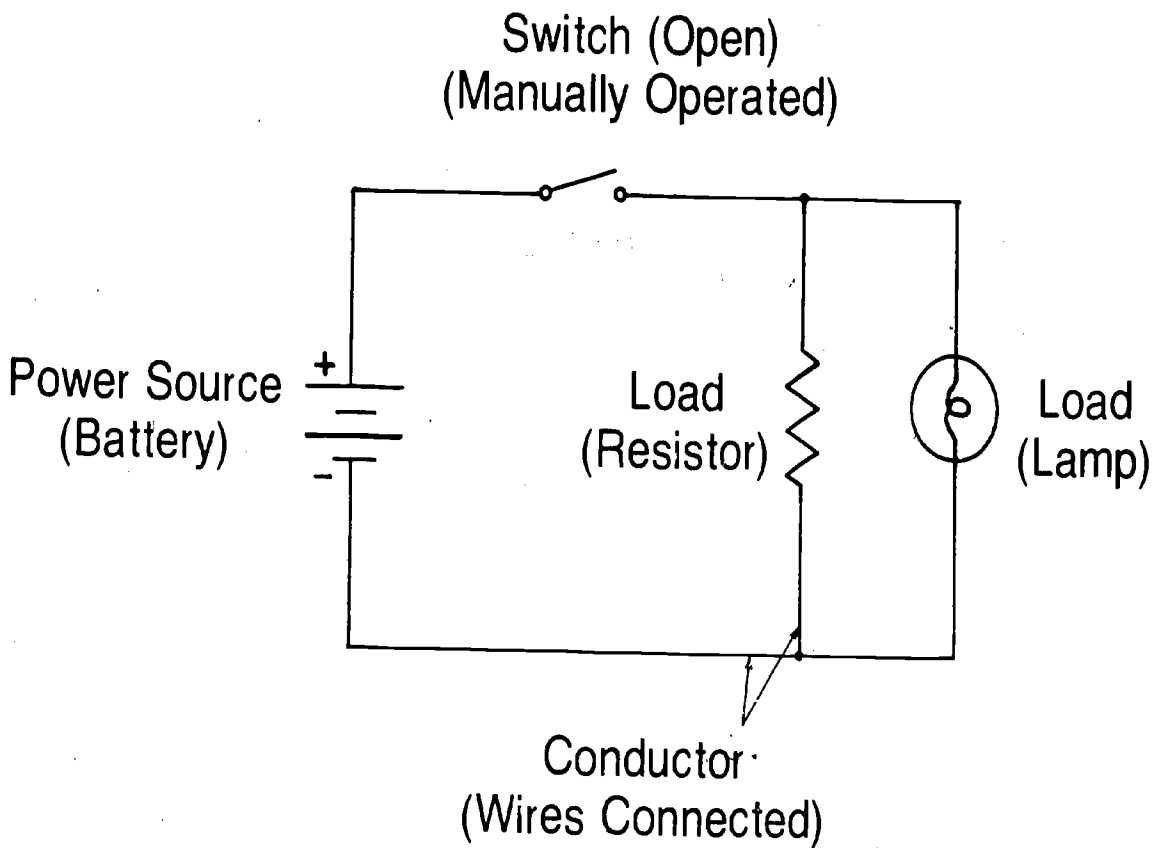 Switch (Open)
(Manually Operated)
+
Power Source
(Battery)
-
Load
(Resistor)
Load
(Lamp)
Conductor
(Wires Connected)